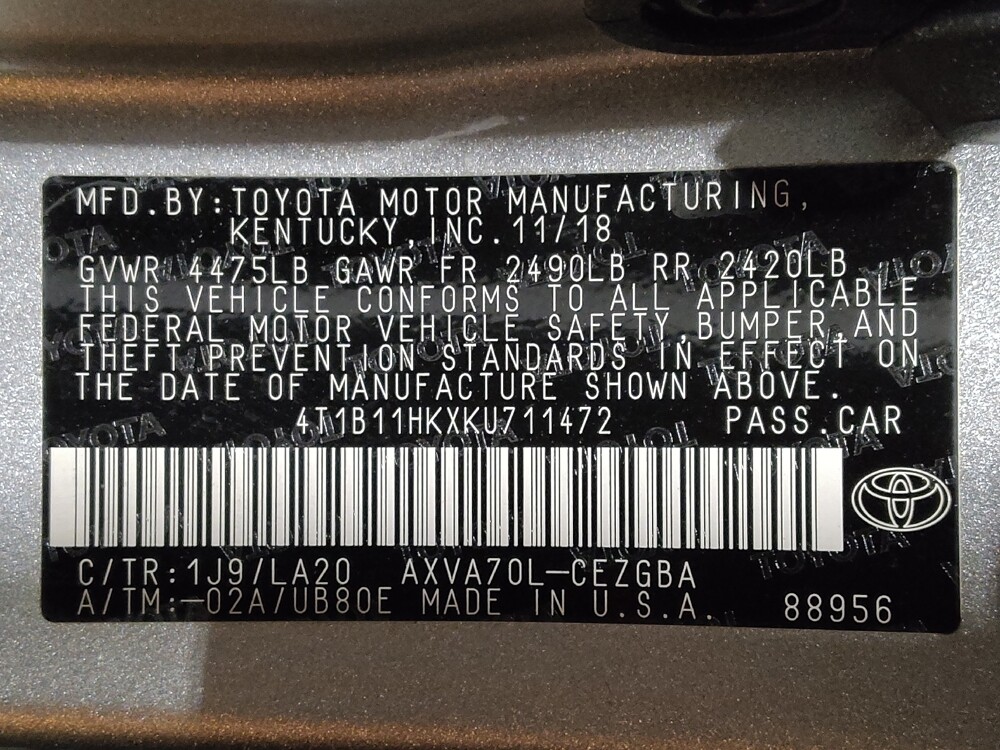 MFD.BY:TOYOTA MOTOR MANUFACTURING,
KENTUCKY,INC.11/18
GVWR 4475LB GAWR FR 2490LB RR 2420LB
THIS VEHICLE CONFORMS TO ALL APPLICABLE
FEDERAL MOTOR VEHICLE SAFETY,BUMPER,AND
THEFT PREVENTION STANDARDS IN EFFECT ON
THE DATE OF MANUFACTURE SHOWN ABOVE.
4T1B11HKXKU711472 PASS.CAR
C/TR:1J9/LA20 AXVA70L-CEZGBA
A/TM:-02A/UB80E MADE IN U.S.A. 88956